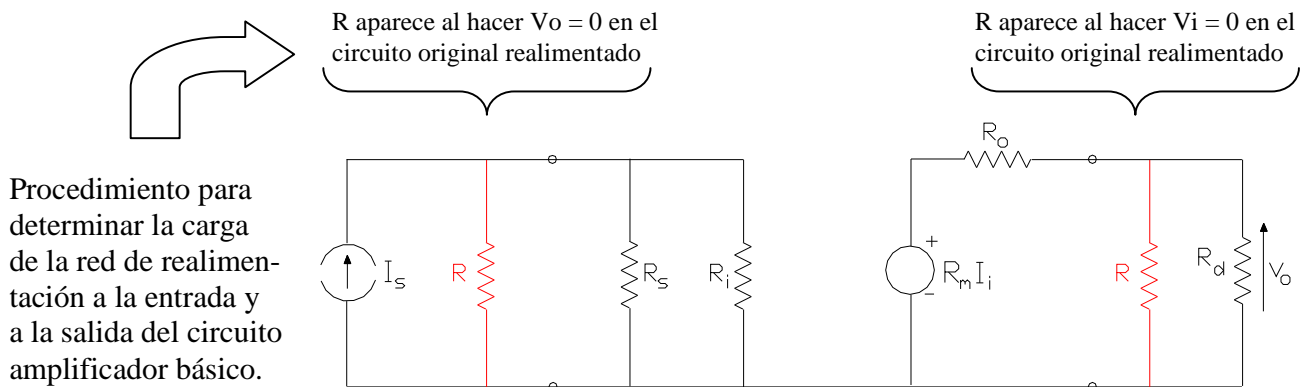 R aparece al hacer Vo = 0 en el
circuito original realimentado
R aparece al hacer Vi = 0 en el
circuito original realimentado
Procedimiento para
determinar la carga
de la red de realimen-
tación a la entrada y
a la salida del circuito
amplificador básico.
Is
R
Rs
Ri
Ro
+
-
RmIi
R
Rd
Vo